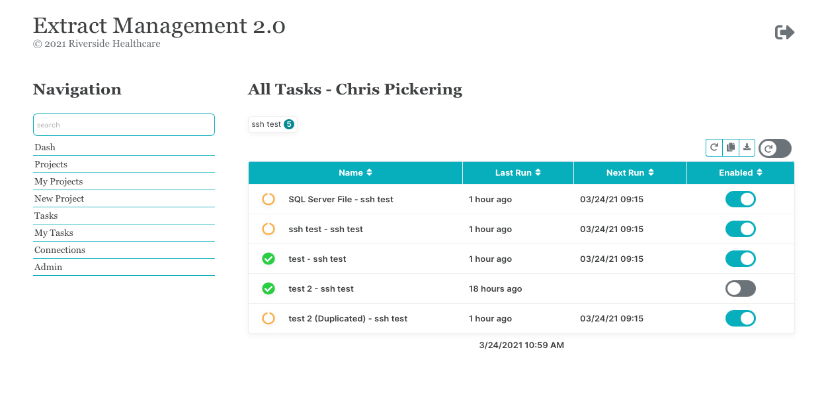 Extract Management 2.0
© 2021 Riverside Healthcare
Navigation
search
Dash
Projects
My Projects
New Project
Tasks
My Tasks
Connections
Admin
All Tasks - Chris Pickering
ssh test 5
Name Last Run Next Run Enabled
SQL Server File - ssh test 1 hour ago 03/24/21 09:15
ssh test - ssh test 1 hour ago 03/24/21 09:15
test - ssh test 1 hour ago 03/24/21 09:15
test 2 - ssh test 18 hours ago
test 2 (Duplicated) - ssh test 1 hour ago 03/24/21 09:15
3/24/2021 10:59 AM